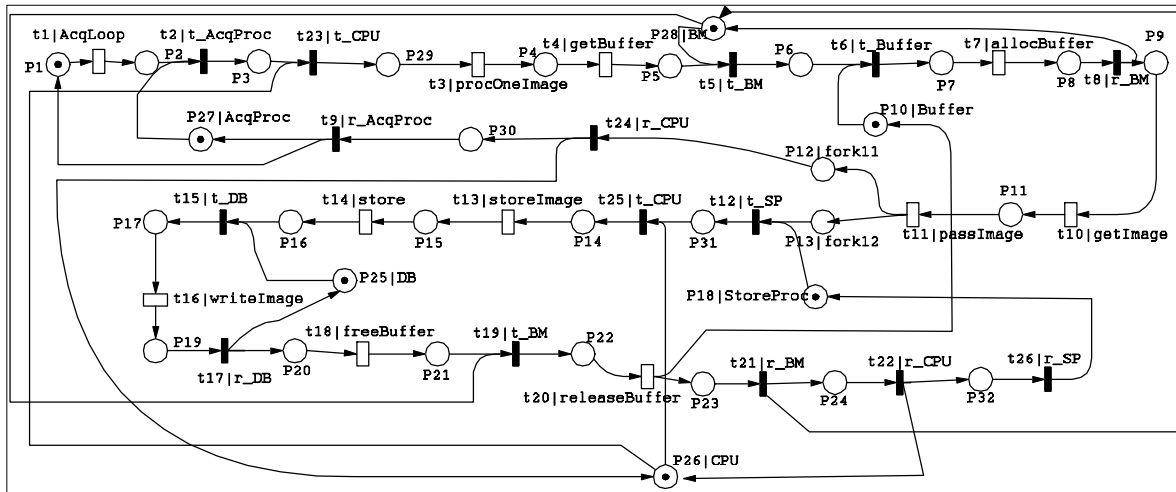 t1|AcqLoop
t2|t_AcqProc
t23|t_CPU
P29
P4
t4|getBuffer
P28|BM
P6
t6|t_Buffer
t7|allocBuffer
P9
P1
P2
P3
t3|procOneImage
P5
t5|t_BM
P7
P8
t8|r_BM
P27|AcqProc
t9|r_AcqProc
P30
t24|r_CPU
P10|Buffer
P12|fork11
P11
t15|t_DB
t14|store
t13|storeImage
t25|t_CPU
t12|t_SP
P17
P16
P15
P14
P31
P13|fork12
t11|passImage
t10|getImage
P25|DB
P18|StoreProc
t16|writeImage
P19
t18|freeBuffer
t19|t_BM
P22
t21|r_BM
t22|r_CPU
t26|r_SP
t17|r_DB
P20
P21
t20|releaseBuffer
P23
P24
P32
P26|CPU